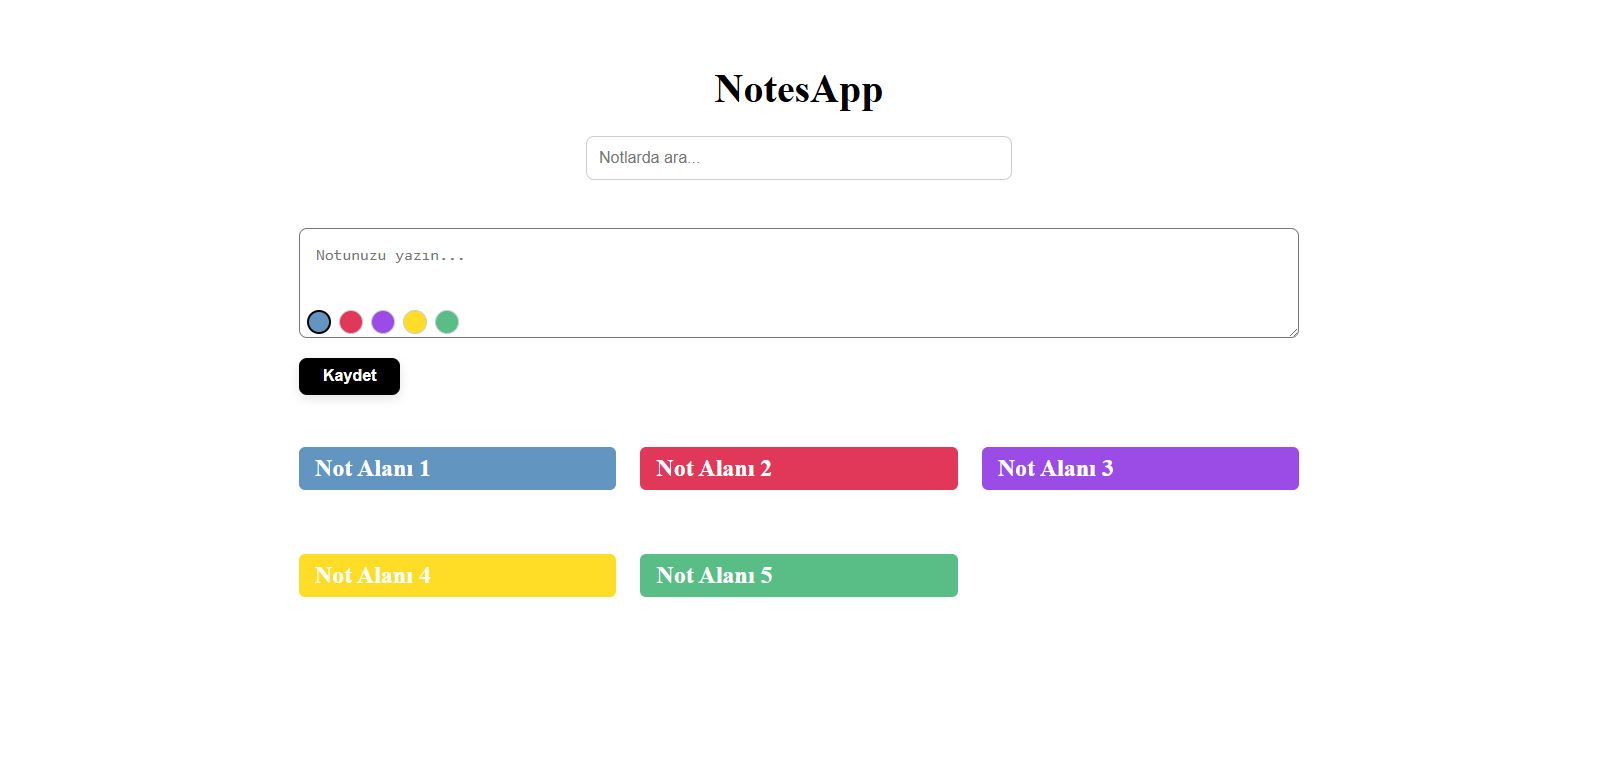 NotesApp
Notlarda ara...
Notunuzu yazın...
Kaydet
Not Alanı 1
Not Alanı 2
Not Alanı 3
Not Alanı 4
Not Alanı 5